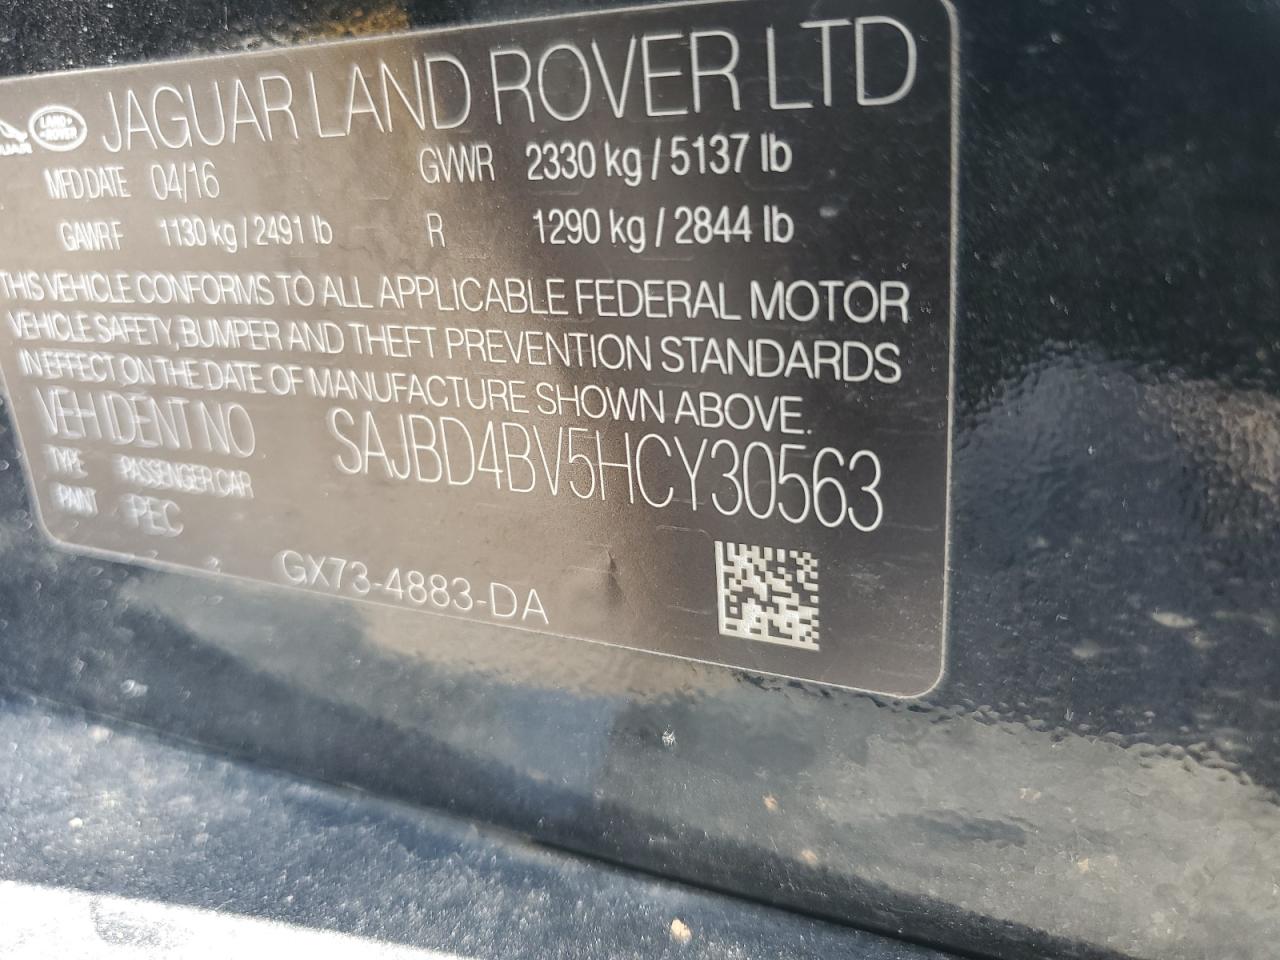 JAGUAR LAND ROVER LTD
LAND ROVER
MFD DATE 04/16 GWWR 2330 kg / 5137 lb
GAWR F 1130 kg / 2491 lb R 1290 kg / 2844 lb
THIS VEHICLE CONFORMS TO ALL APPLICABLE FEDERAL MOTOR
VEHICLE SAFETY, BUMPER AND THEFT PREVENTION STANDARDS
IN EFFECT ON THE DATE OF MANUFACTURE SHOWN ABOVE.
VEH IDENT NO SAJBD4BV5HCY30563
TYPE PASSENGER CAR
PAINT PEC
GX73-4883-DA